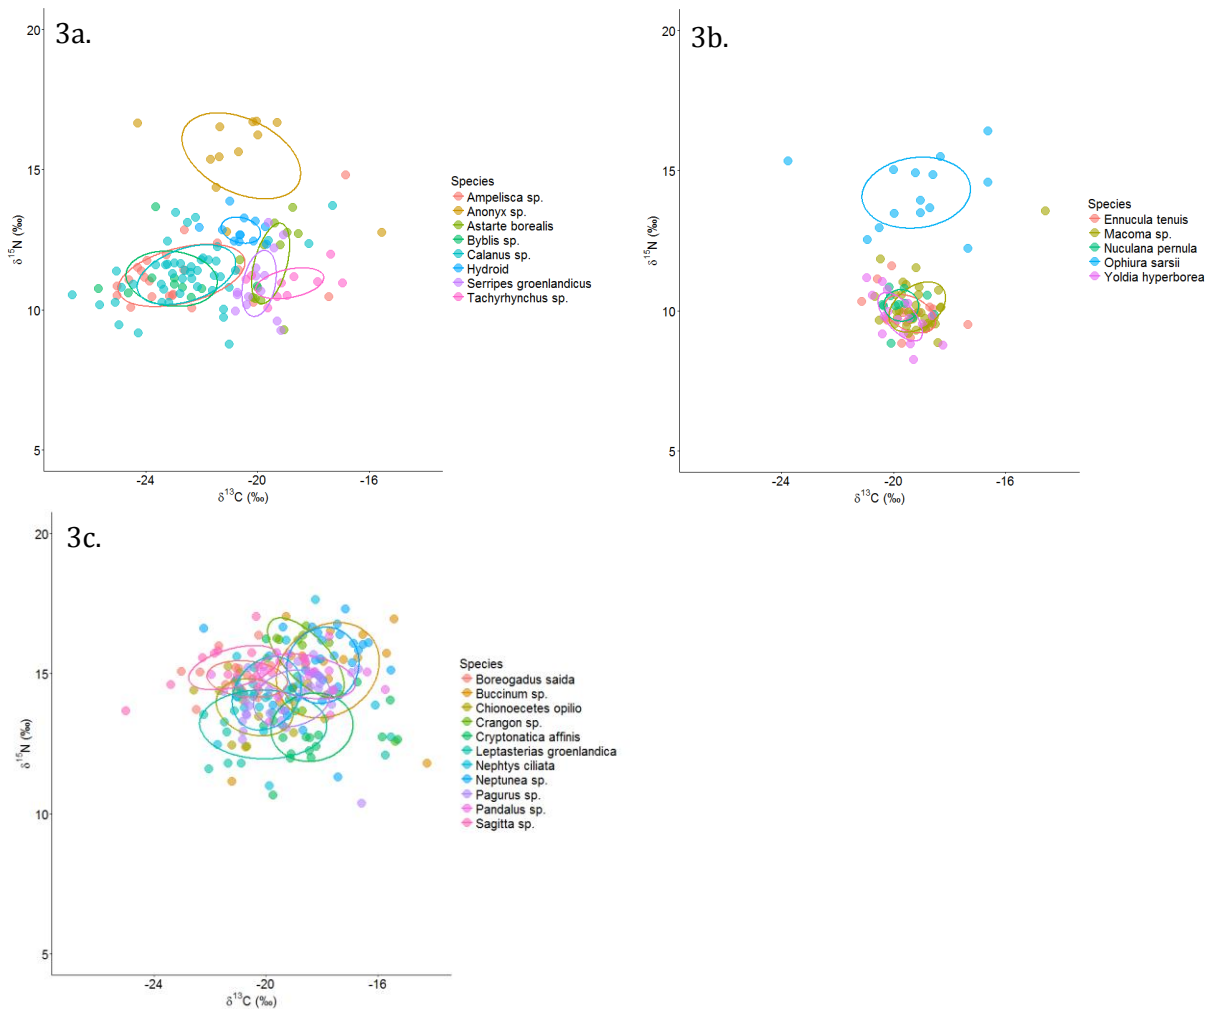 3a.
20
15
10
5
δ15N (‰)
-24 -20 -16
δ13C (‰)
Species
Ampelisca sp.
Anonyx sp.
Astarte borealis
Byblis sp.
Calanus sp.
Hydroid
Serripes groenlandicus
Tachyrhynchus sp.
3b.
20
15
10
5
δ15N (‰)
-24 -20 -16
δ13C (‰)
Species
Ennucula tenuis
Macoma sp.
Nuculana pernula
Ophiura sarsii
Yoldia hyperborea
3c.
20
15
10
5
δ15N (‰)
-24 -20 -16
δ13C (‰)
Species
Boreogadus saida
Buccinum sp.
Chionoecetes opilio
Crangon sp.
Cryptonatica affinis
Leptasterias groenlandica
Nephtys ciliata
Neptunea sp.
Pagurus sp.
Pandalus sp.
Sagitta sp.